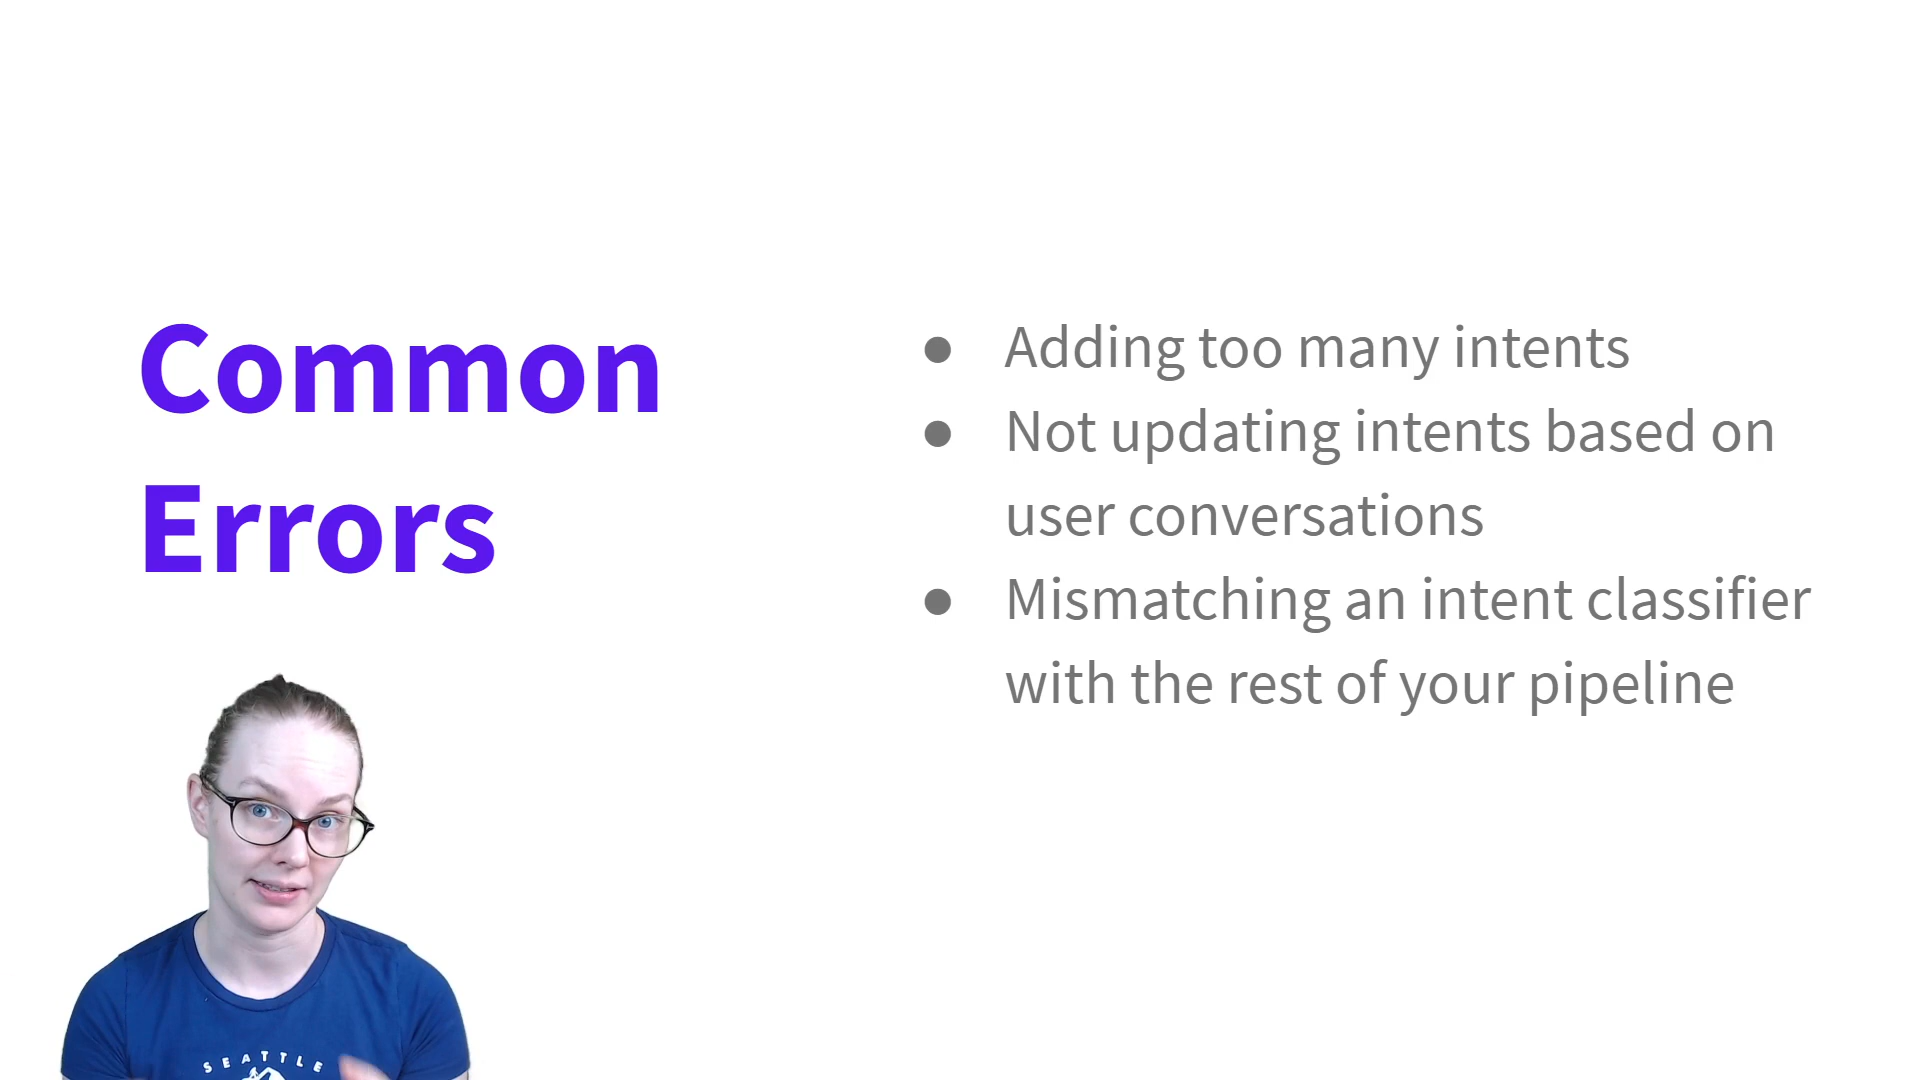 Common
Errors
● Adding too many intents
● Not updating intents based on
user conversations
● Mismatching an intent classifier
with the rest of your pipeline
SEATTLE